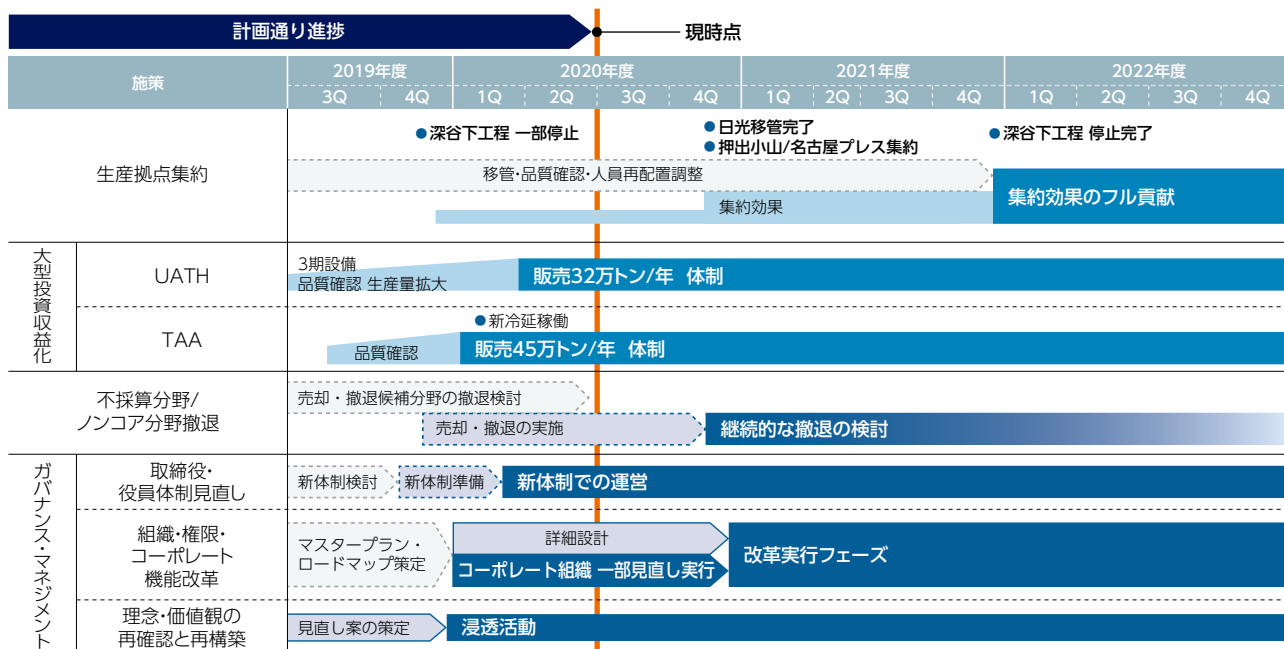 計画通り進捗
現時点
施策
2019年度
2020年度
2021年度
2022年度
3Q
4Q
1Q
2Q
3Q
4Q
1Q
2Q
3Q
4Q
1Q
2Q
3Q
4Q
生産拠点集約
●深谷下工程 一部停止
●日光移管完了
●押出小山/名古屋プレス集約
●深谷下工程 停止完了
移管・品質確認・人員再配置調整
集約効果
集約効果のフル貢献
大型投資収益化
UATH
3期設備
品質確認 生産量拡大
販売32万トン/年 体制
TAA
●新冷延稼働
品質確認
販売45万トン/年 体制
不採算分野/
ノンコア分野撤退
売却・撤退候補分野の撤退検討
売却・撤退の実施
継続的な撤退の検討
ガバナンス・マネジメント
取締役・
役員体制見直し
新体制検討
新体制準備
新体制での運営
組織・権限・
コーポレート
機能改革
マスタープラン・
ロードマップ策定
詳細設計
コーポレート組織 一部見直し実行
改革実行フェーズ
理念・価値観の
再確認と再構築
見直し案の策定
浸透活動